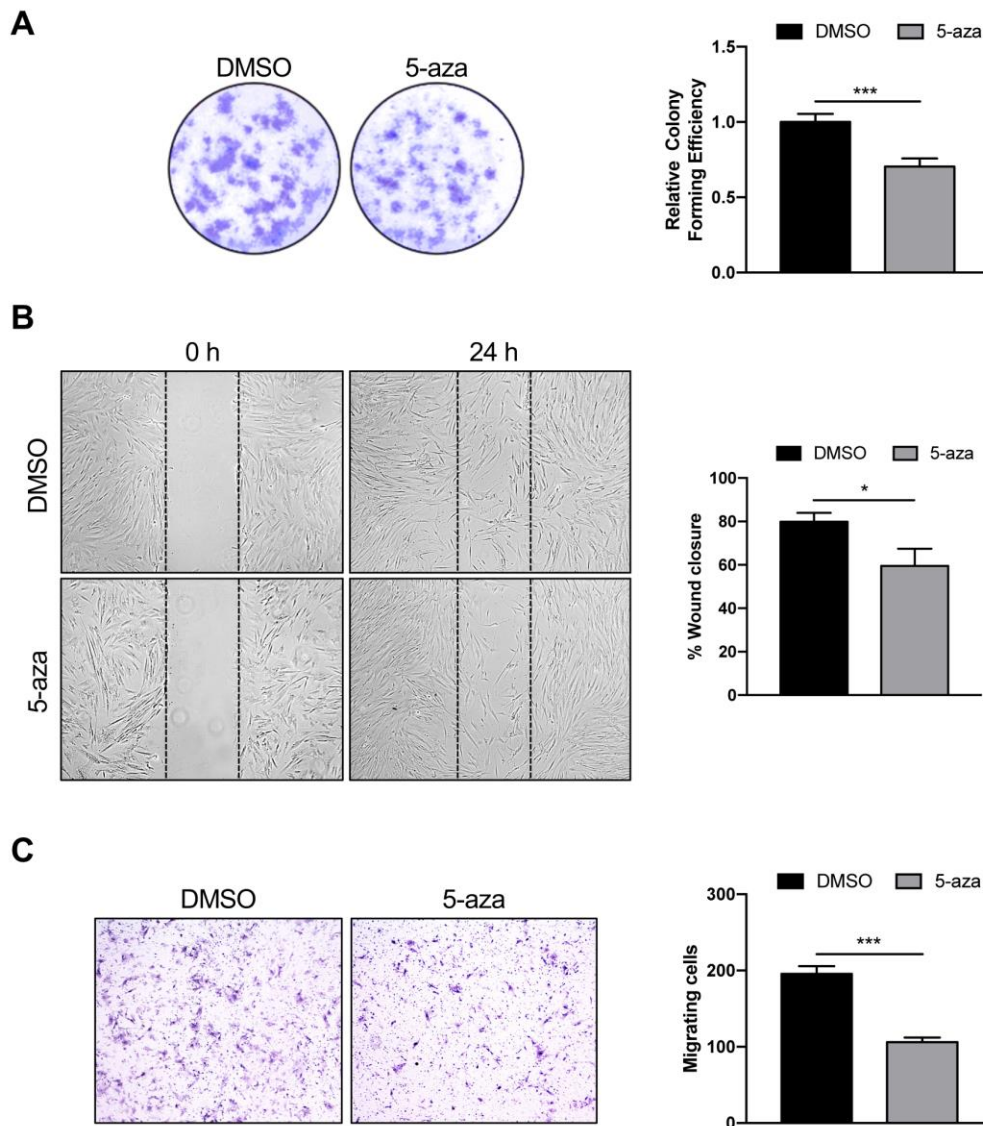 A
DMSO 5-aza
DMSO 5-aza
Relative Colony
Forming Efficiency
1.5
1.0
0.5
0.0
***
B
0 h 24 h
DMSO
5-aza
DMSO 5-aza
% Wound closure
100
80
60
40
20
0
*
C
DMSO 5-aza
DMSO 5-aza
Migrating cells
300
200
100
0
***